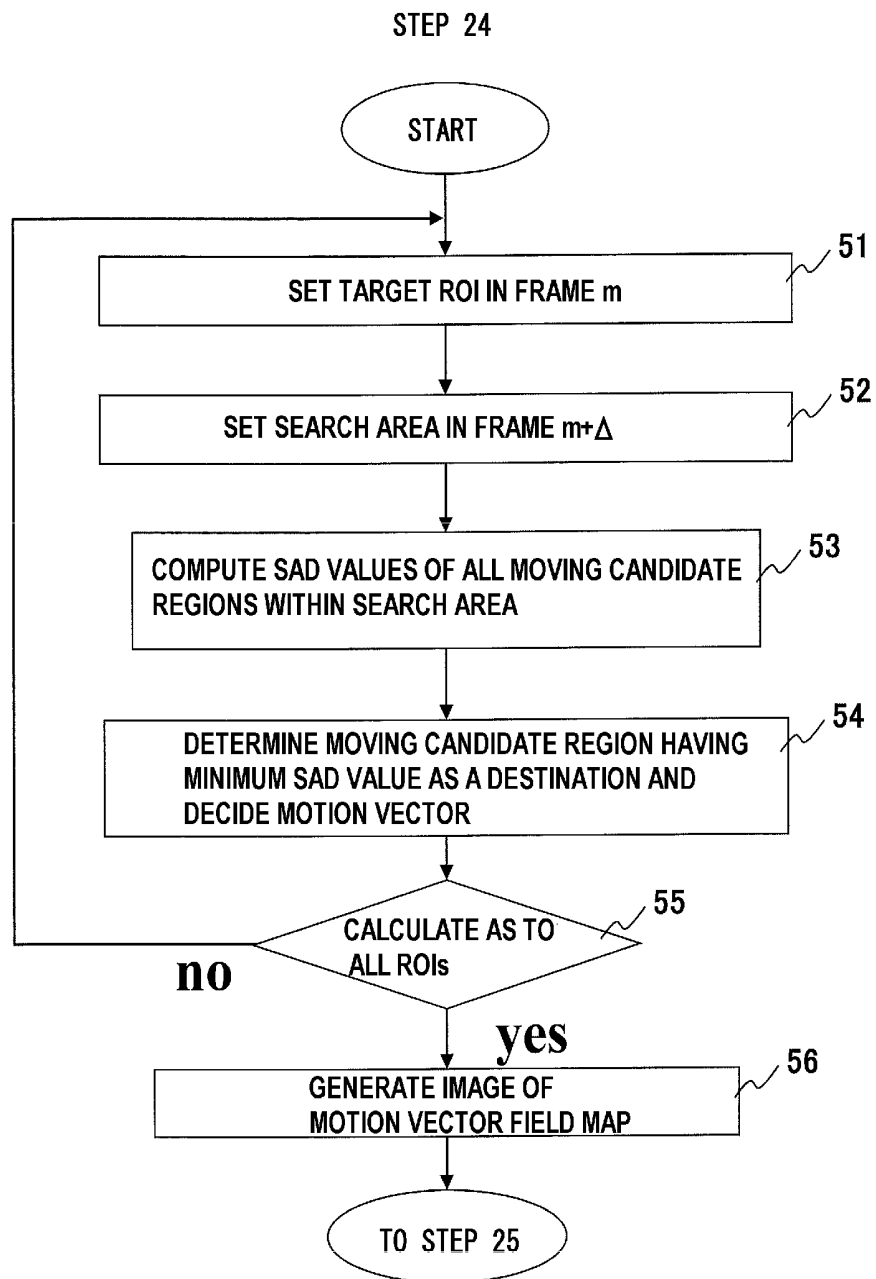 STEP 24
START
51
SET TARGET ROI IN FRAME m
52
SET SEARCH AREA IN FRAME m+Δ
53
COMPUTE SAD VALUES OF ALL MOVING CANDIDATE
REGIONS WITHIN SEARCH AREA
54
DETERMINE MOVING CANDIDATE REGION HAVING
MINIMUM SAD VALUE AS A DESTINATION AND
DECIDE MOTION VECTOR
55
CALCULATE AS TO
ALL ROIs
no
yes
56
GENERATE IMAGE OF
MOTION VECTOR FIELD MAP
TO STEP 25